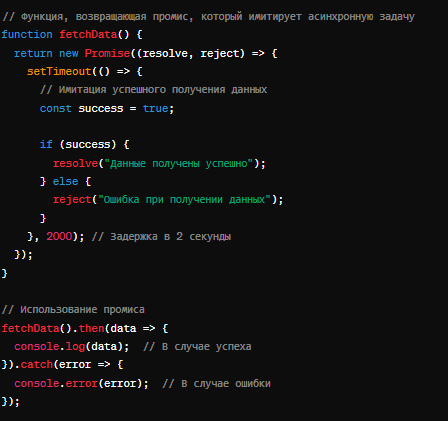 // Функция, возвращающая промис, который имитирует асинхронную задачу
function fetchData() {
  return new Promise((resolve, reject) => {
    setTimeout(() => {
      // Имитация успешного получения данных
      const success = true;

      if (success) {
        resolve("Данные получены успешно");
      } else {
        reject("Ошибка при получении данных");
      }
    }, 2000); // Задержка в 2 секунды
  });
}

// Использование промиса
fetchData().then(data => {
  console.log(data);  // В случае успеха
}).catch(error => {
  console.error(error);  // В случае ошибки
});